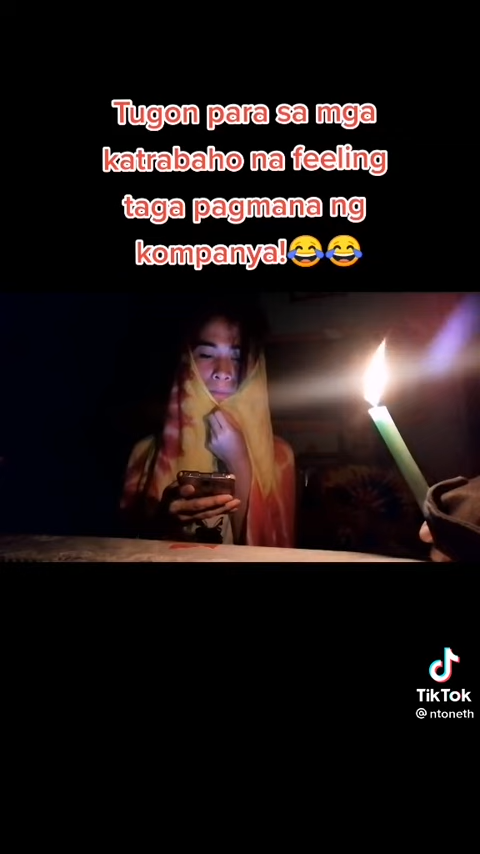 Tugon para sa mga
katrabaho na feeling
taga pagmana ng
kompanya!😂😂
TikTok
@ntoneth